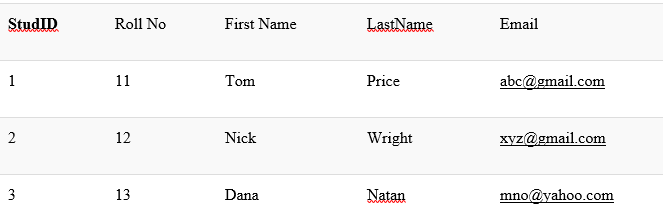 StudID Roll No First Name LastName Email
1 11 Tom Price abc@gmail.com
2 12 Nick Wright xyz@gmail.com
3 13 Dana Natan mno@yahoo.com